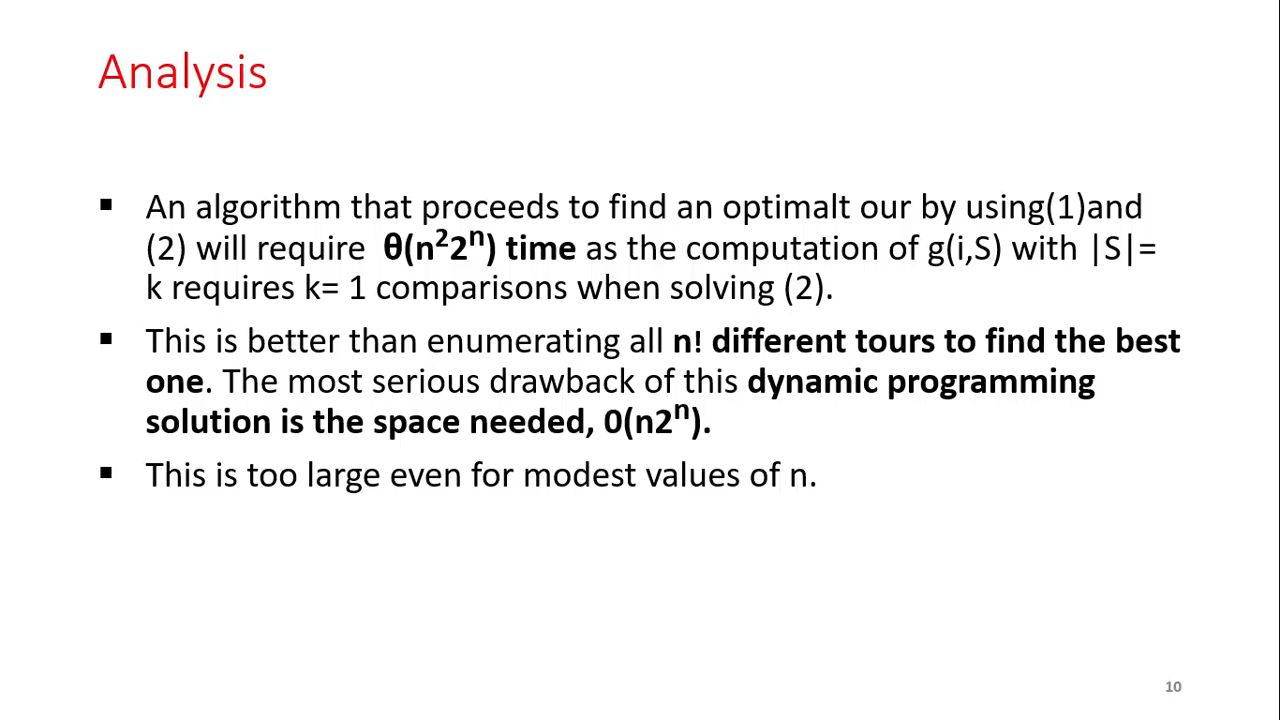 Analysis
▪ An algorithm that proceeds to find an optimalt our by using(1)and
(2) will require θ(n²2ⁿ) time as the computation of g(i,S) with |S|=
k requires k= 1 comparisons when solving (2).
▪ This is better than enumerating all n! different tours to find the best
one. The most serious drawback of this dynamic programming
solution is the space needed, 0(n2ⁿ).
▪ This is too large even for modest values of n.
10